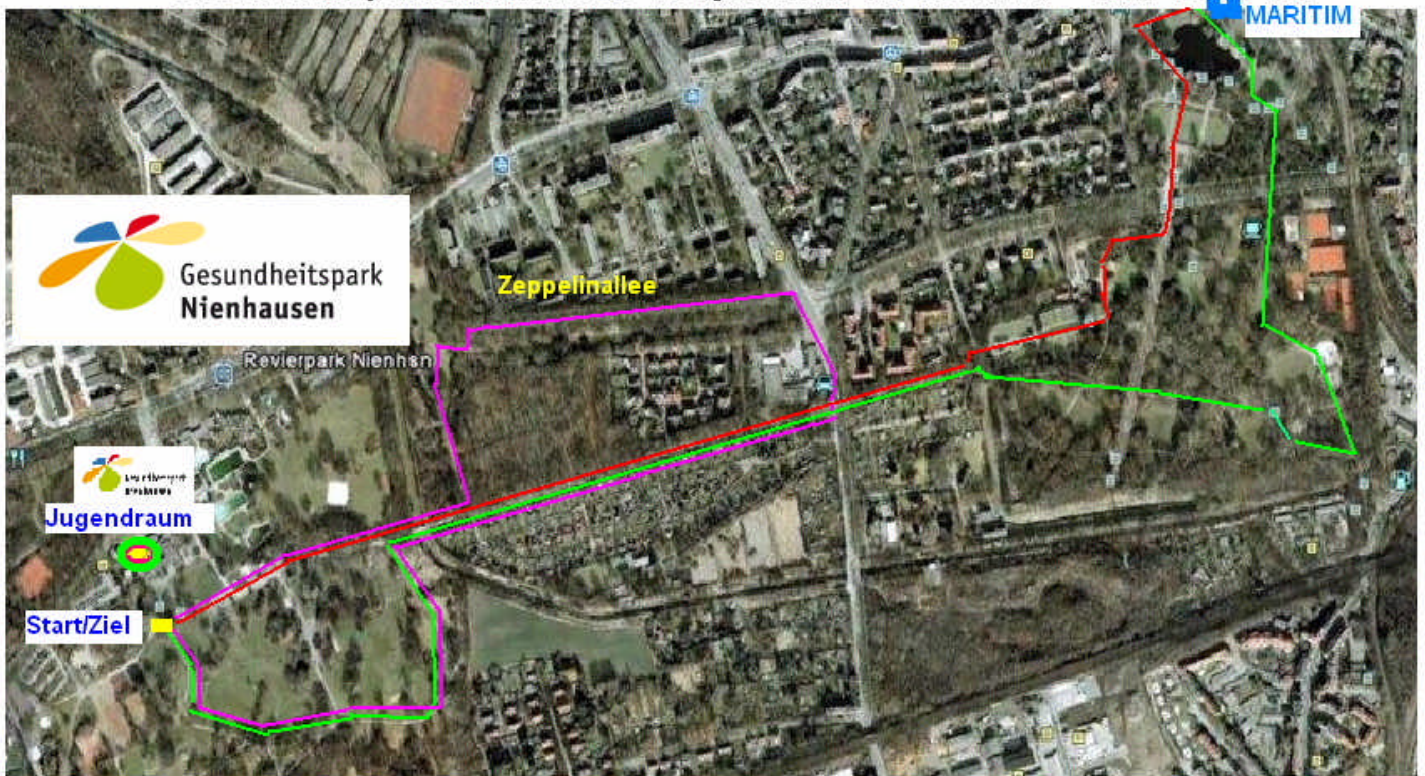 MARITIM
Gesundheitspark
Nienhausen
Zeppelinallee
Revierpark Nienhsn
Jugendraum
Start/Ziel